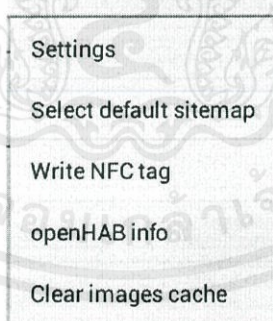 Settings
Select default sitemap
Write NFC tag
openHAB info
Clear images cache